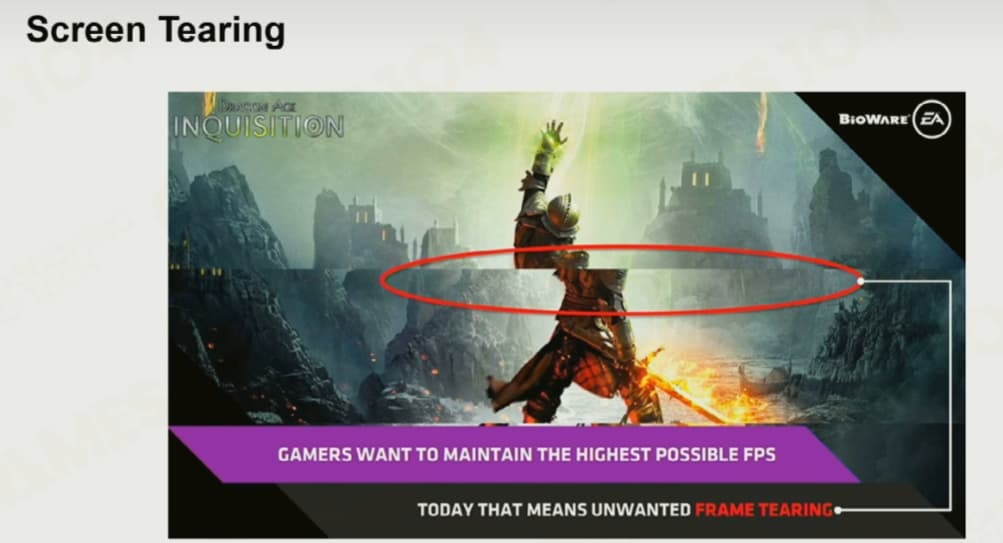 Screen Tearing
DRAGON AGE
INQUISITION
BIOWARE EA
GAMERS WANT TO MAINTAIN THE HIGHEST POSSIBLE FPS
TODAY THAT MEANS UNWANTED FRAME TEARING